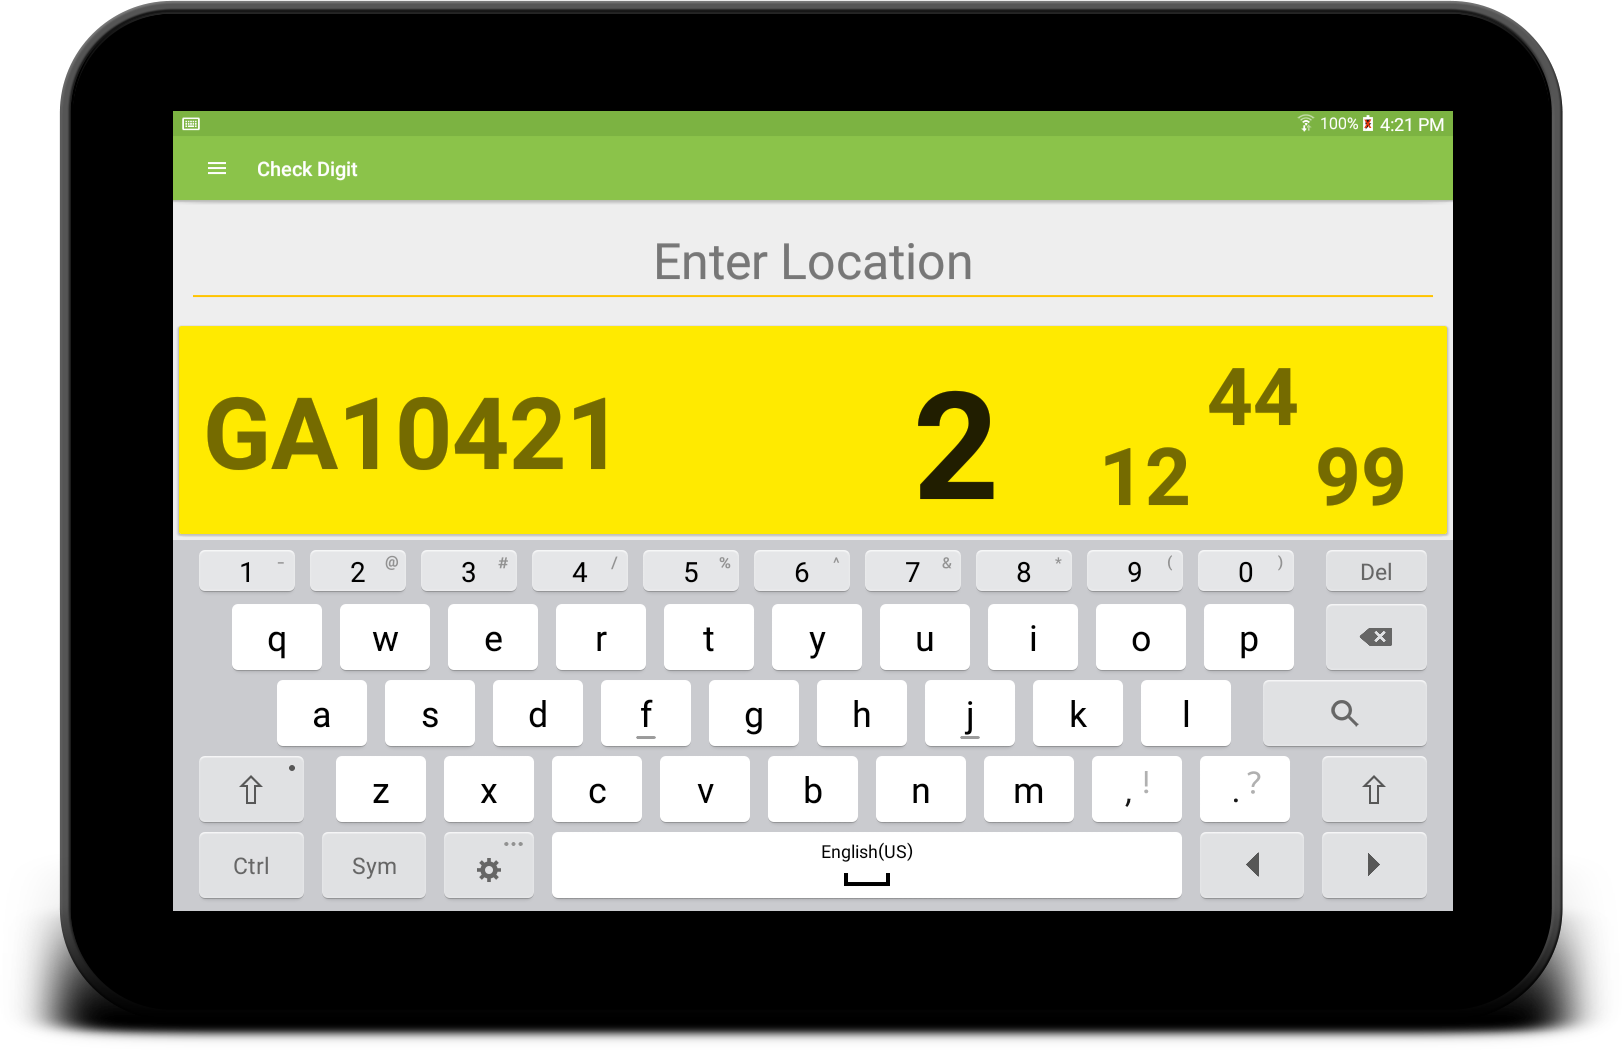 100% 4:21 PM
Check Digit
Enter Location
GA10421 2 12 44 99
1 - 2 @ 3 # 4 / 5 % 6 ^ 7 & 8 * 9 ( 0 ) Del
q w e r t y u i o p
a s d f g h j k l
z x c v b n m , ! . ?
Ctrl Sym English(US)